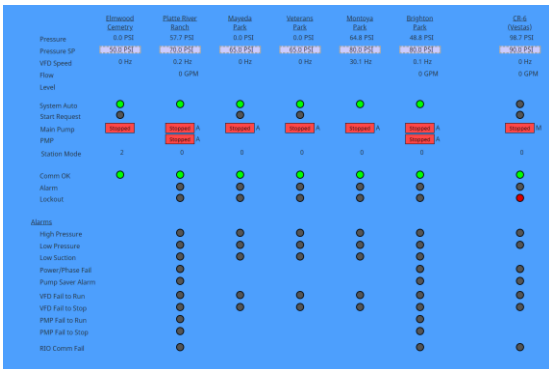 Elmwood Cemetry Platte River Ranch Mayeda Park Veterans Park Montoya Park Brighton Park CR-6 (Vestas)
Pressure 0.0 PSI 57.7 PSI 0.0 PSI 0.0 PSI 64.8 PSI 48.8 PSI 98.7 PSI
Pressure SP 50.0 PSI 70.0 PSI 65.0 PSI 65.0 PSI 80.0 PSI 80.0 PSI 90.0 PSI
VFD Speed 0 Hz 0.2 Hz 0 Hz 0 Hz 30.1 Hz 0.1 Hz 0 Hz
Flow 0 GPM 0 GPM 0 GPM
Level
System Auto
Start Request
Main Pump Stopped Stopped A Stopped A Stopped A Stopped A Stopped A Stopped M
PMP Stopped A Stopped A
Station Mode 2 0 0 0 0 0 0
Comm OK
Alarm
Lockout
Alarms
High Pressure
Low Pressure
Low Suction
Power/Phase Fail
Pump Saver Alarm
VFD Fail to Run
VFD Fail to Stop
PMP Fail to Run
PMP Fail to Stop
RIO Comm Fail